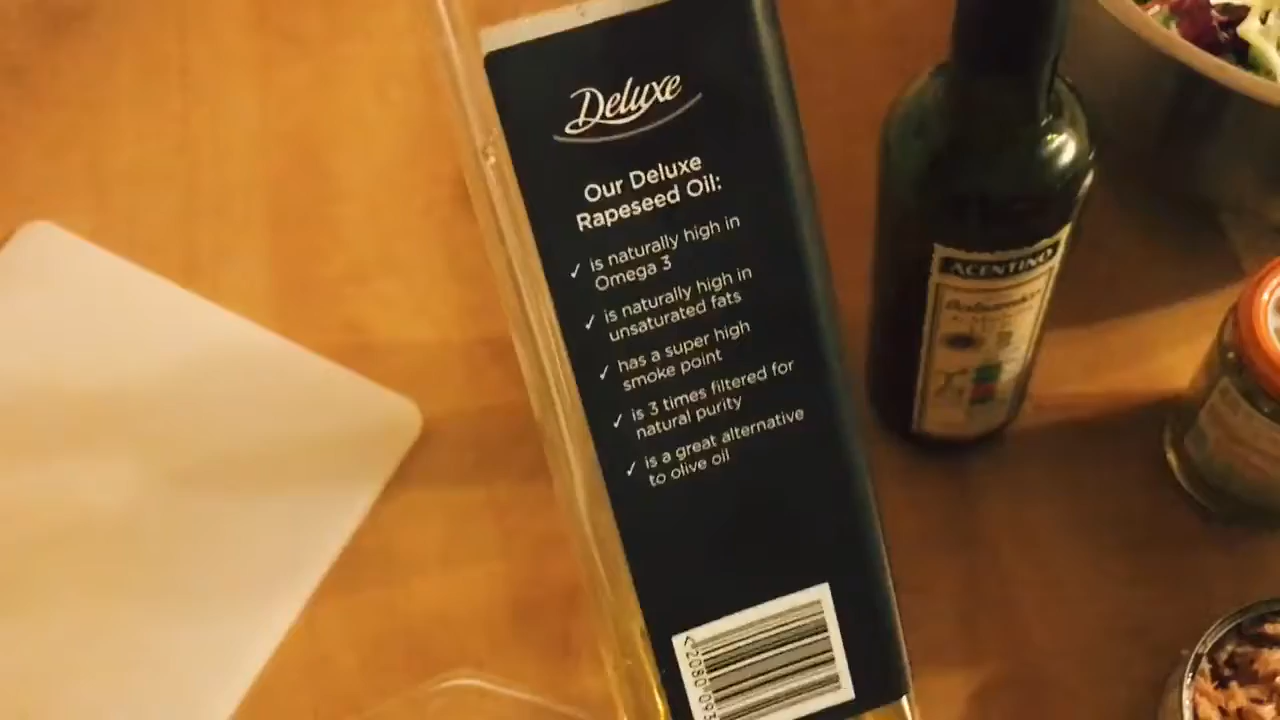 Deluxe
Our Deluxe
Rapeseed Oil:
✓ is naturally high in
Omega 3
✓ is naturally high in
unsaturated fats
✓ has a super high
smoke point
✓ is 3 times filtered for
natural purity
✓ is a great alternative
to olive oil
ACENTINO